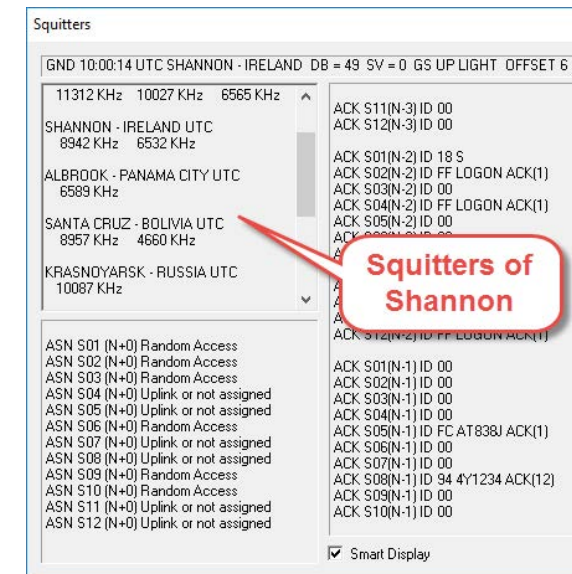 Squitters
GND 10:00:14 UTC SHANNON - IRELAND DB = 49 SV = 0 GS UP LIGHT OFFSET 6
11312 KHz 10027 KHz 6565 KHz
SHANNON - IRELAND UTC
8942 KHz 6532 KHz
ALBROOK - PANAMA CITY UTC
6589 KHz
SANTA CRUZ - BOLIVIA UTC
8957 KHz 4660 KHz
KRASNOYARSK - RUSSIA UTC
10087 KHz
ASN S01 (N+0) Random Access
ASN S02 (N+0) Random Access
ASN S03 (N+0) Random Access
ASN S04 (N+0) Uplink or not assigned
ASN S05 (N+0) Uplink or not assigned
ASN S06 (N+0) Random Access
ASN S07 (N+0) Uplink or not assigned
ASN S08 (N+0) Uplink or not assigned
ASN S09 (N+0) Random Access
ASN S10 (N+0) Random Access
ASN S11 (N+0) Uplink or not assigned
ASN S12 (N+0) Uplink or not assigned
ACK S11(N-3) ID 00
ACK S12(N-3) ID 00
ACK S01(N-2) ID 18 S
ACK S02(N-2) ID FF LOGON ACK(1)
ACK S03(N-2) ID 00
ACK S04(N-2) ID FF LOGON ACK(1)
ACK S05(N-2) ID 00
Squitters of
Shannon
ACK S12(N-2) ID FF LOGON ACK(1)
ACK S01(N-1) ID 00
ACK S02(N-1) ID 00
ACK S03(N-1) ID 00
ACK S04(N-1) ID 00
ACK S05(N-1) ID FC AT838J ACK(1)
ACK S06(N-1) ID 00
ACK S07(N-1) ID 00
ACK S08(N-1) ID 94 4Y1234 ACK(12)
ACK S09(N-1) ID 00
ACK S10(N-1) ID 00
Smart Display